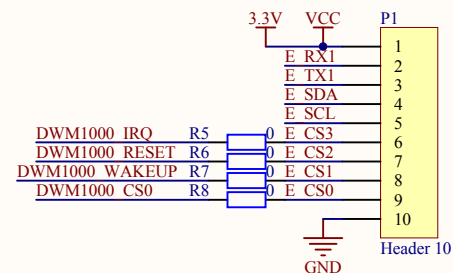 3.3V VCC P1
1
E_RX1 2
E_TX1 3
E_SDA 4
E_SCL 5
DWM1000_IRQ R5 0 E_CS3 6
DWM1000_RESET R6 0 E_CS2 7
DWM1000_WAKEUP R7 0 E_CS1 8
DWM1000_CS0 R8 0 E_CS0 9
10
Header 10
GND